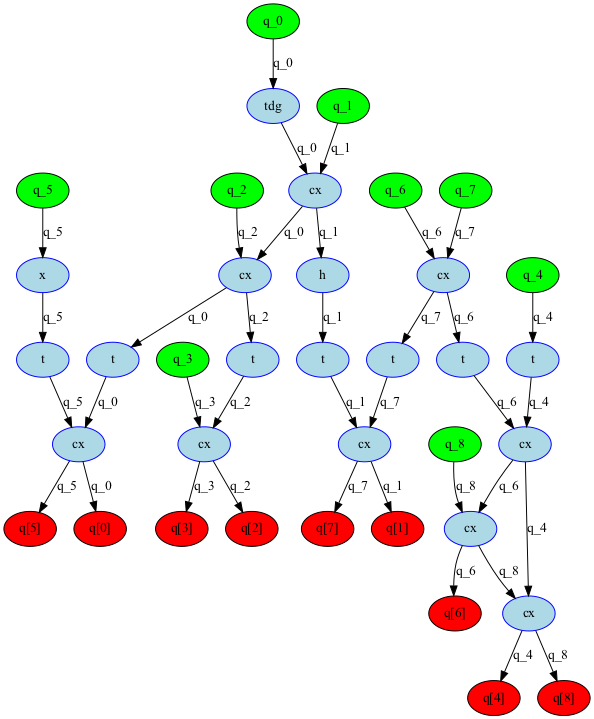 q_0
q_0
tdg q_1
q_0 q_1
q_5 q_2 cx q_6 q_7
q_5 q_2 q_0 q_1 q_6 q_7
x cx h cx q_4
q_5 q_0 q_2 q_1 q_7 q_6 q_4
t t q_3 t t t t t
q_5 q_0 q_3 q_2 q_1 q_7 q_6 q_4
cx cx cx q_8 cx
q_5 q_0 q_3 q_2 q_7 q_1 q_8 q_6
q[5] q[0] q[3] q[2] q[7] q[1] cx q_4
q_6 q_8
q[6] cx
q_4 q_8
q[4] q[8]